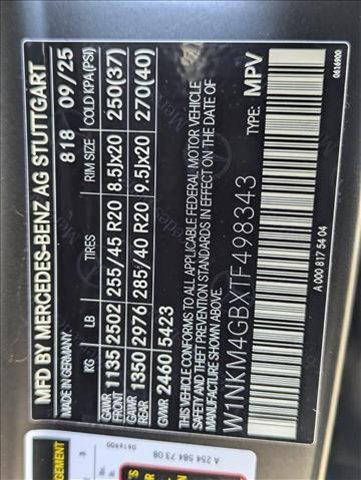 MFD BY MERCEDES-BENZ AG STUTTGART
MADE IN GERMANY. 818 09/25
KG LB TIRES RIM SIZE COLD KPA(PSI)
GAWR FRONT 1135 2502 255/45 R20 8.5Jx20 250(37)
GAWR REAR 1350 2976 285/40 R20 9.5Jx20 270(40)
GVWR 2460 5423
THIS VEHICLE CONFORMS TO ALL APPLICABLE FEDERAL MOTOR VEHICLE
SAFETY AND THEFT PREVENTION STANDARDS IN EFFECT ON THE DATE OF
MANUFACTURE SHOWN ABOVE.
W1NKM4GBXTF498343 TYPE: MPV
A 000 817 54 04
0616900
A 254 584 73 08
0616900